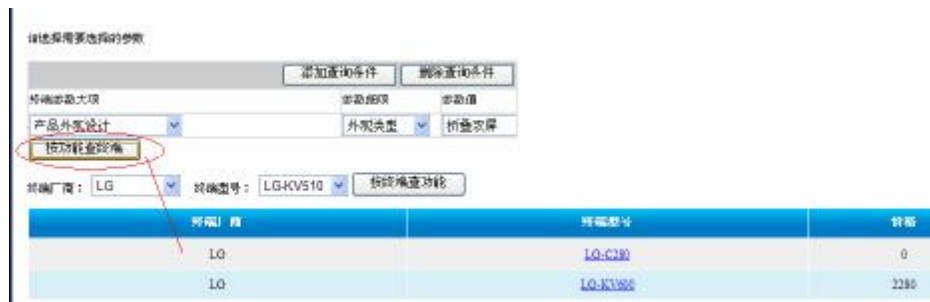 请选择需要选择的参数
添加查询条件 删除查询条件
终端参数大项 参数细项 参数值
产品外观设计 外观类型 折叠双屏
按功能查终端
终端厂商： LG 终端型号： LG-KV510 按终端查功能
终端厂商 终端型号 价格
LG LG-C280 0
LG LG-KV600 2280